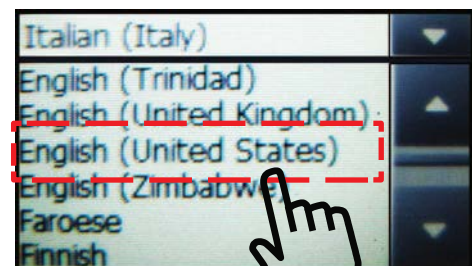 Italian (Italy)
English (Trinidad)
English (United Kingdom)
English (United States)
English (Zimbabwe)
Faroese
Finnish